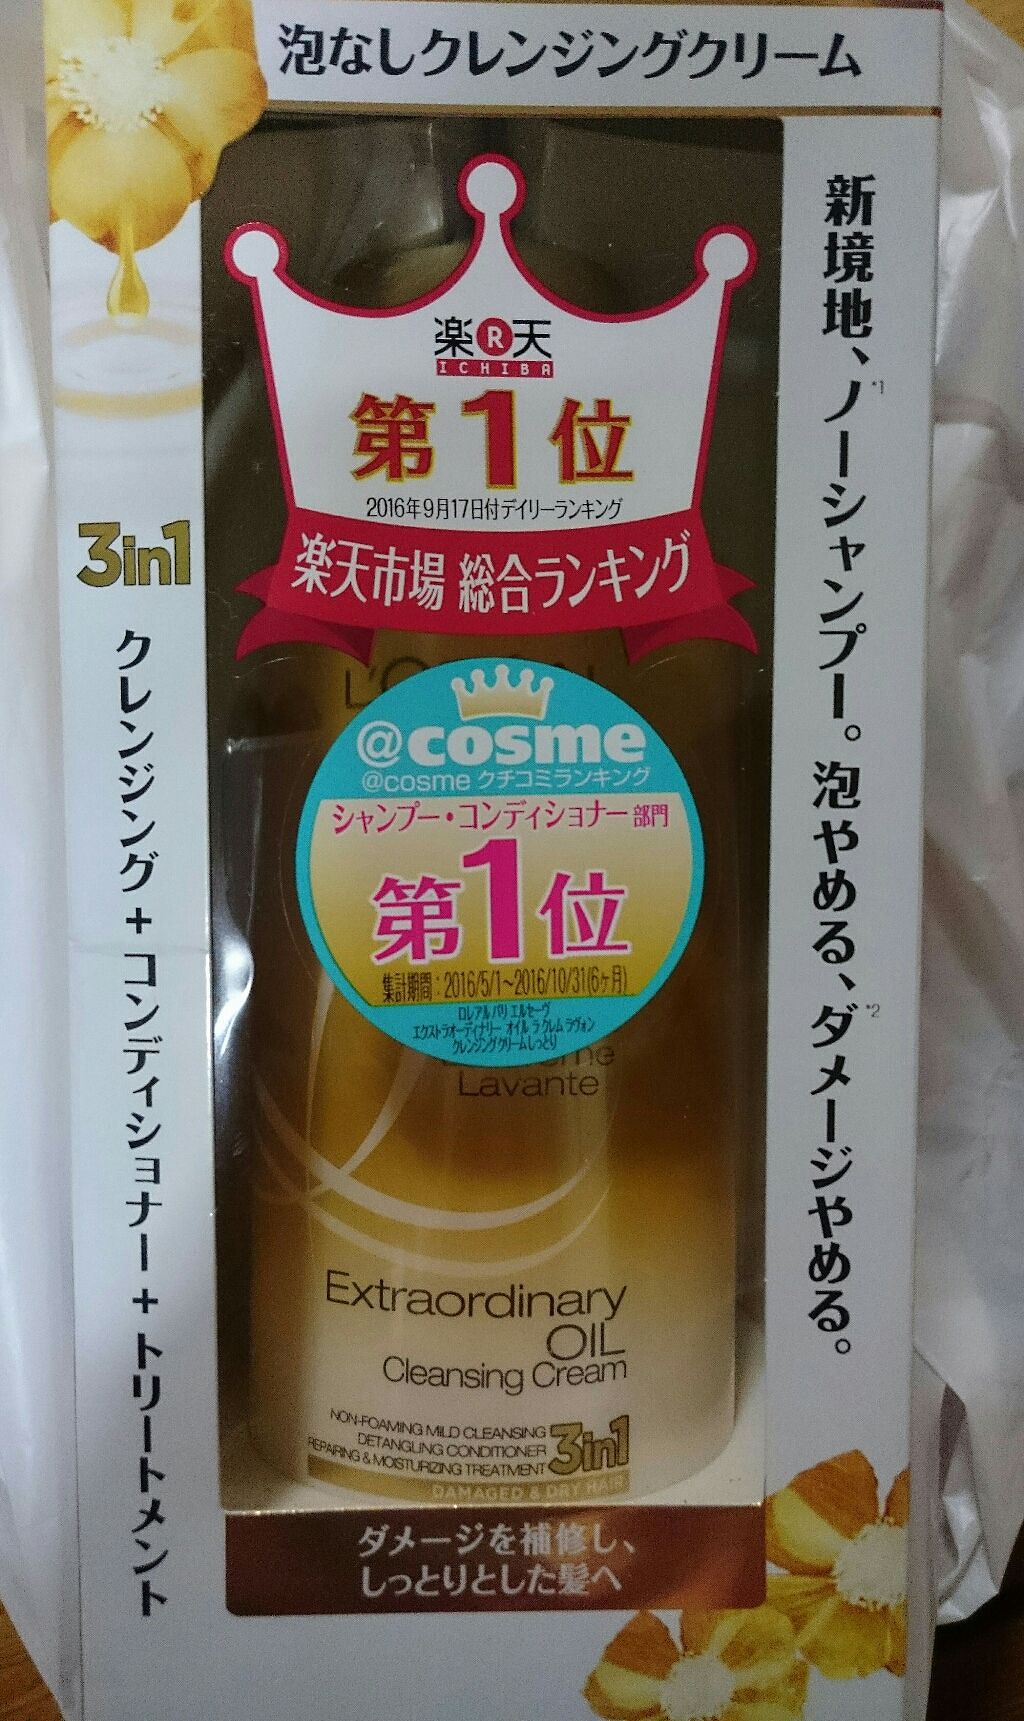 泡なしクレンジングクリーム
新境地、ノーシャンプー。泡やめる、ダメージやめる。
*1
*2
楽R天
ICHIBA
第1位
2016年9月17日付デイリーランキング
楽天市場 総合ランキング
3in1
クレンジング+コンディショナー+トリートメント
@cosme
@cosme クチコミランキング
シャンプー・コンディショナー部門
第1位
集計期間:2016/5/1~2016/10/31(6ヶ月)
ロレアル パリ エルセーヴ
エクストラオーディナリー オイル ラ クレム ラヴォン
クレンジングクリームしっとり
Lavante
Extraordinary
OIL
Cleansing Cream
NON-FOAMING MILD CLEANSING
DETANGLING CONDITIONER
REPAIRING & MOISTURIZING TREATMENT
3in1
DAMAGED & DRY HAIR
ダメージを補修し、
しっとりとした髪へ